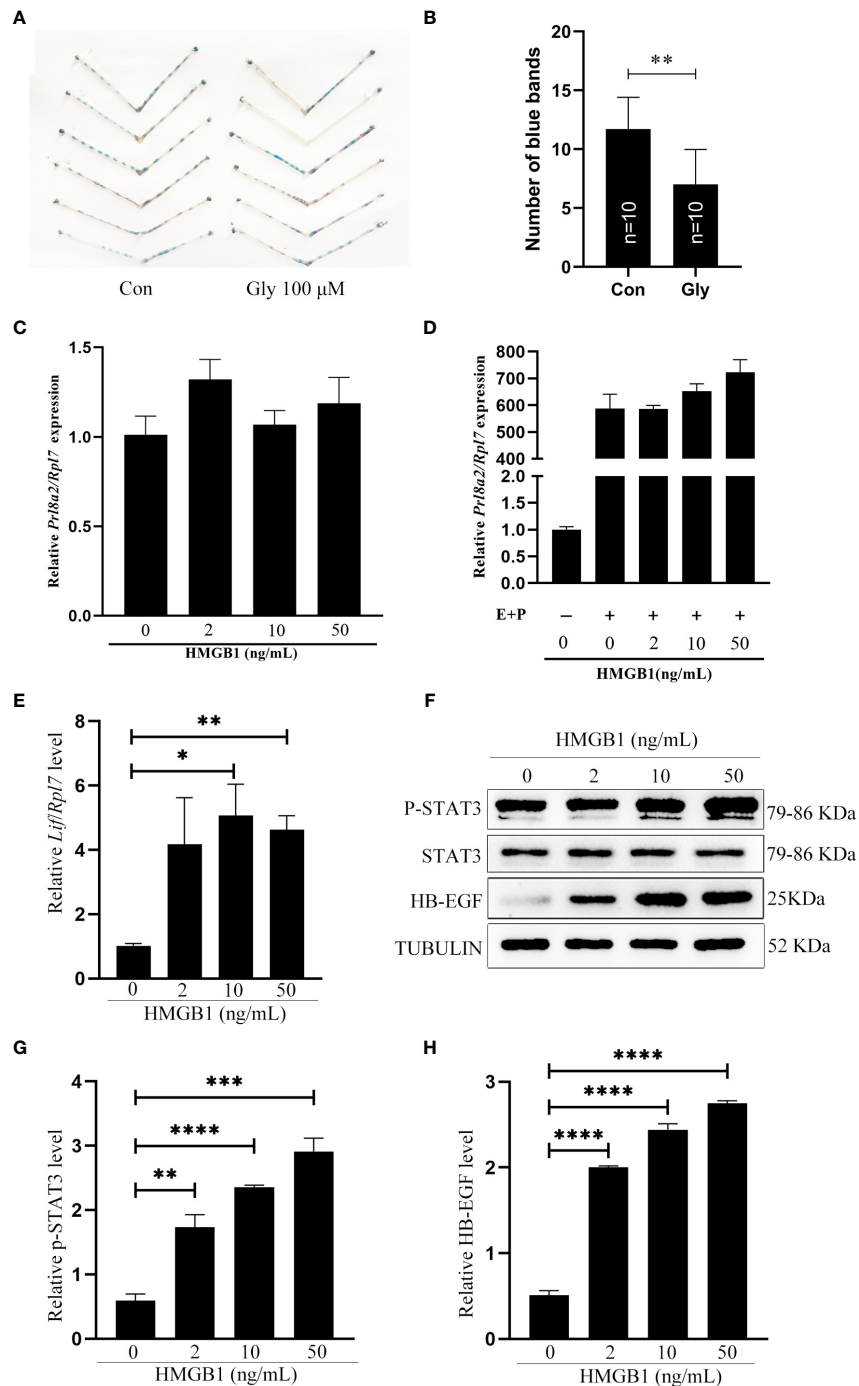 A
Con
Gly 100 μM
B
Number of blue bands
20
15
10
5
0
**
n=10
n=10
Con
Gly
C
Relative Prl8a2/Rpl7 expression
1.5
1.0
0.5
0.0
0 2 10 50
HMGB1 (ng/mL)
D
Relative Prl8a2/Rpl7 expression
800
700
600
500
400
2.0
1.5
1.0
0.5
0.0
E+P − + + + +
0 0 2 10 50
HMGB1(ng/mL)
E
Relative Lif/Rpl7 level
8
6
4
2
0
**
*
0 2 10 50
HMGB1 (ng/mL)
F
HMGB1 (ng/mL)
0 2 10 50
P-STAT3 79-86 KDa
STAT3 79-86 KDa
HB-EGF 25KDa
TUBULIN 52 KDa
G
Relative p-STAT3 level
4
3
2
1
0
***
****
**
0 2 10 50
HMGB1 (ng/mL)
H
Relative HB-EGF level
3
2
1
0
****
****
****
0 2 10 50
HMGB1 (ng/mL)